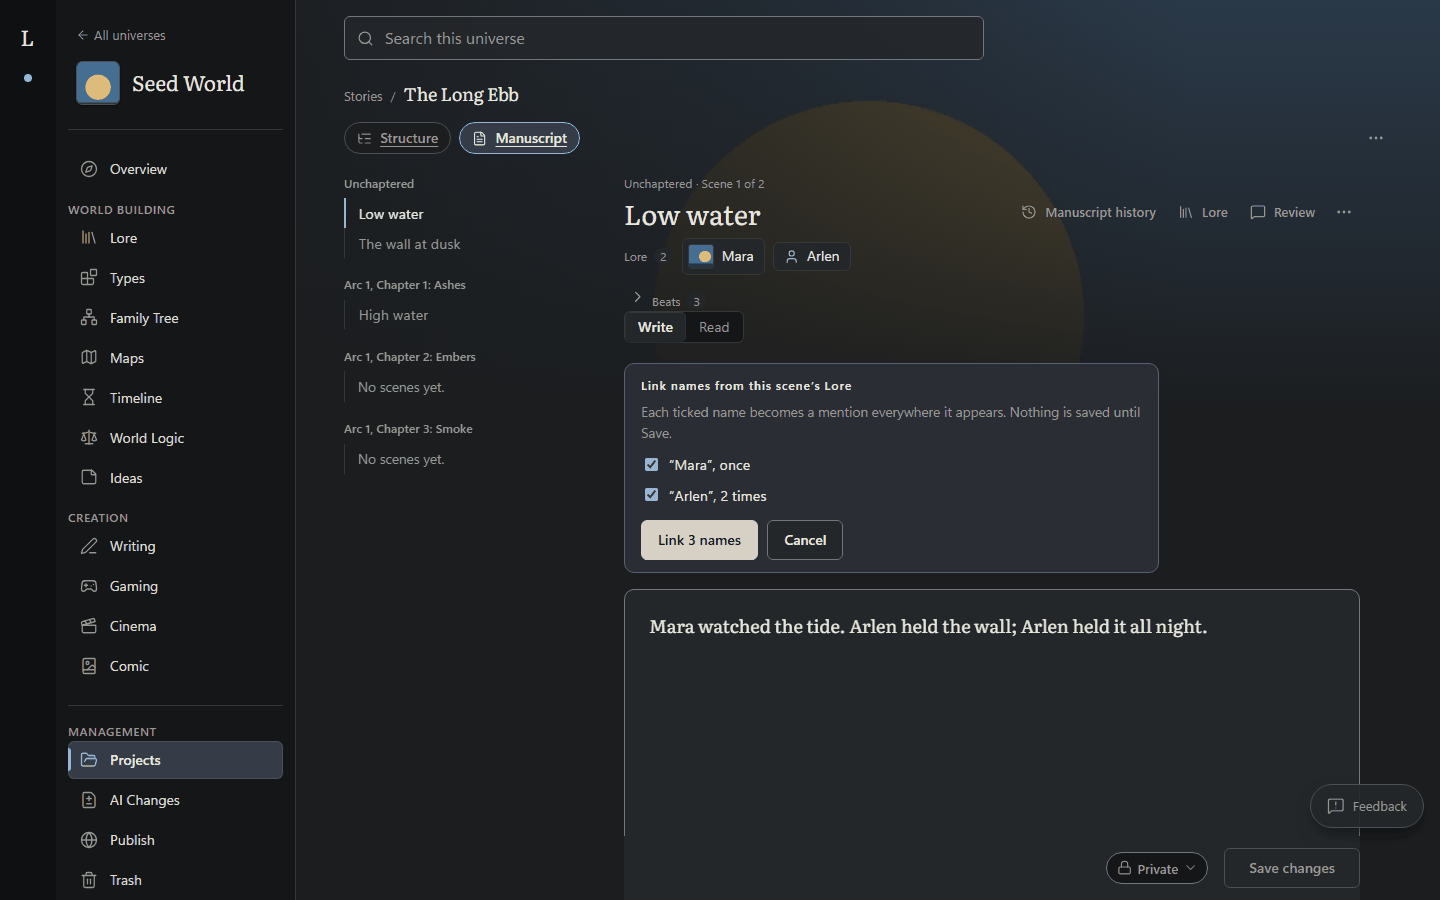 L
All universes
Seed World
Overview
WORLD BUILDING
Lore
Types
Family Tree
Maps
Timeline
World Logic
Ideas
CREATION
Writing
Gaming
Cinema
Comic
MANAGEMENT
Projects
AI Changes
Publish
Trash
Search this universe
Stories / The Long Ebb
Structure
Manuscript
Unchaptered
Low water
The wall at dusk
Arc 1, Chapter 1: Ashes
High water
Arc 1, Chapter 2: Embers
No scenes yet.
Arc 1, Chapter 3: Smoke
No scenes yet.
Unchaptered · Scene 1 of 2
Low water
Manuscript history
Lore
Review
Lore 2
Mara
Arlen
Beats 3
Write
Read
Link names from this scene’s Lore
Each ticked name becomes a mention everywhere it appears. Nothing is saved until
Save.
“Mara”, once
“Arlen”, 2 times
Link 3 names
Cancel
Mara watched the tide. Arlen held the wall; Arlen held it all night.
Feedback
Private
Save changes